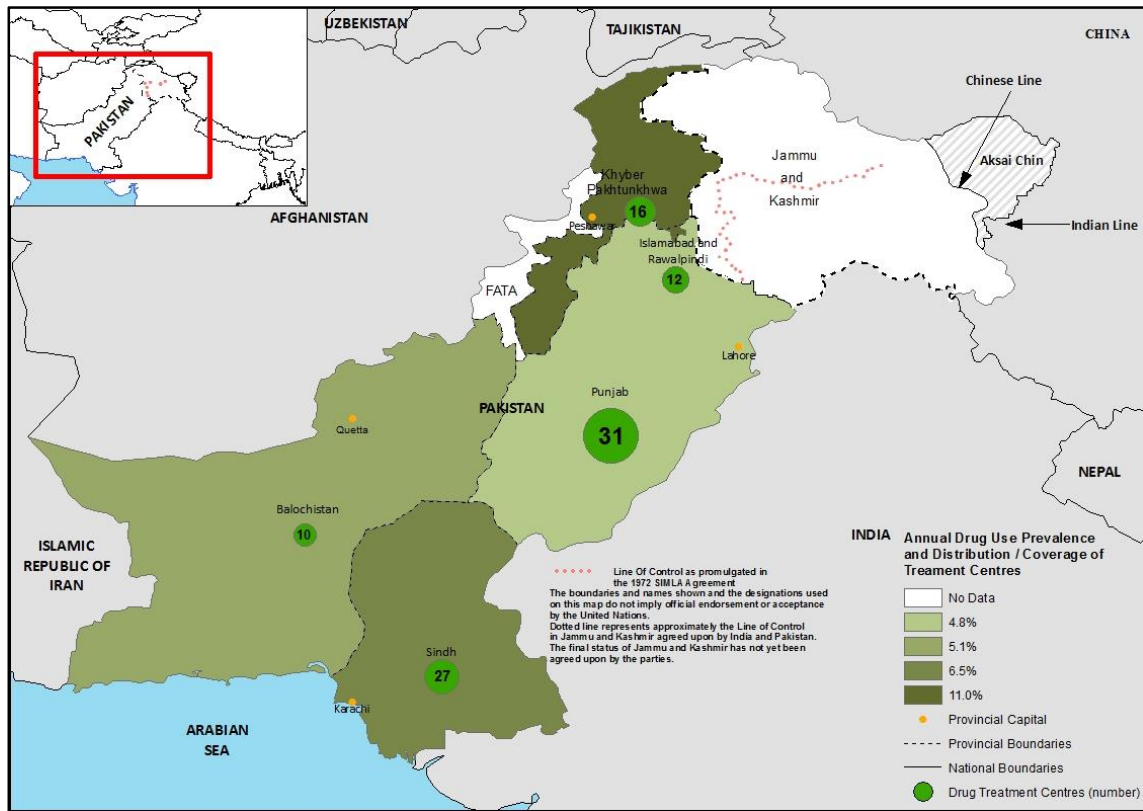 UZBEKISTAN
TAJIKISTAN
CHINA
PAKISTAN
Chinese Line
Aksai Chin
Jammu
and
Kashmir
Indian Line
AFGHANISTAN
Khyber
Pakhtunkhwa
16
Peshawar
Islamabad and
Rawalpindi
12
FATA
Lahore
PAKISTAN
Punjab
31
Quetta
NEPAL
Balochistan
10
ISLAMIC
REPUBLIC OF
IRAN
INDIA
Sindh
27
Karachi
ARABIAN
SEA
Line Of Control as promulgated in
the 1972 SIMLA Agreement
The boundaries and names shown and the designations used
on this map do not imply official endorsement or acceptance
by the United Nations.
Dotted line represents approximately the Line of Control
in Jammu and Kashmir agreed upon by India and Pakistan.
The final status of Jammu and Kashmir has not yet been
agreed upon by the parties.
Annual Drug Use Prevalence
and Distribution / Coverage of
Treament Centres
No Data
4.8%
5.1%
6.5%
11.0%
Provincial Capital
Provincial Boundaries
National Boundaries
Drug Treatment Centres (number)